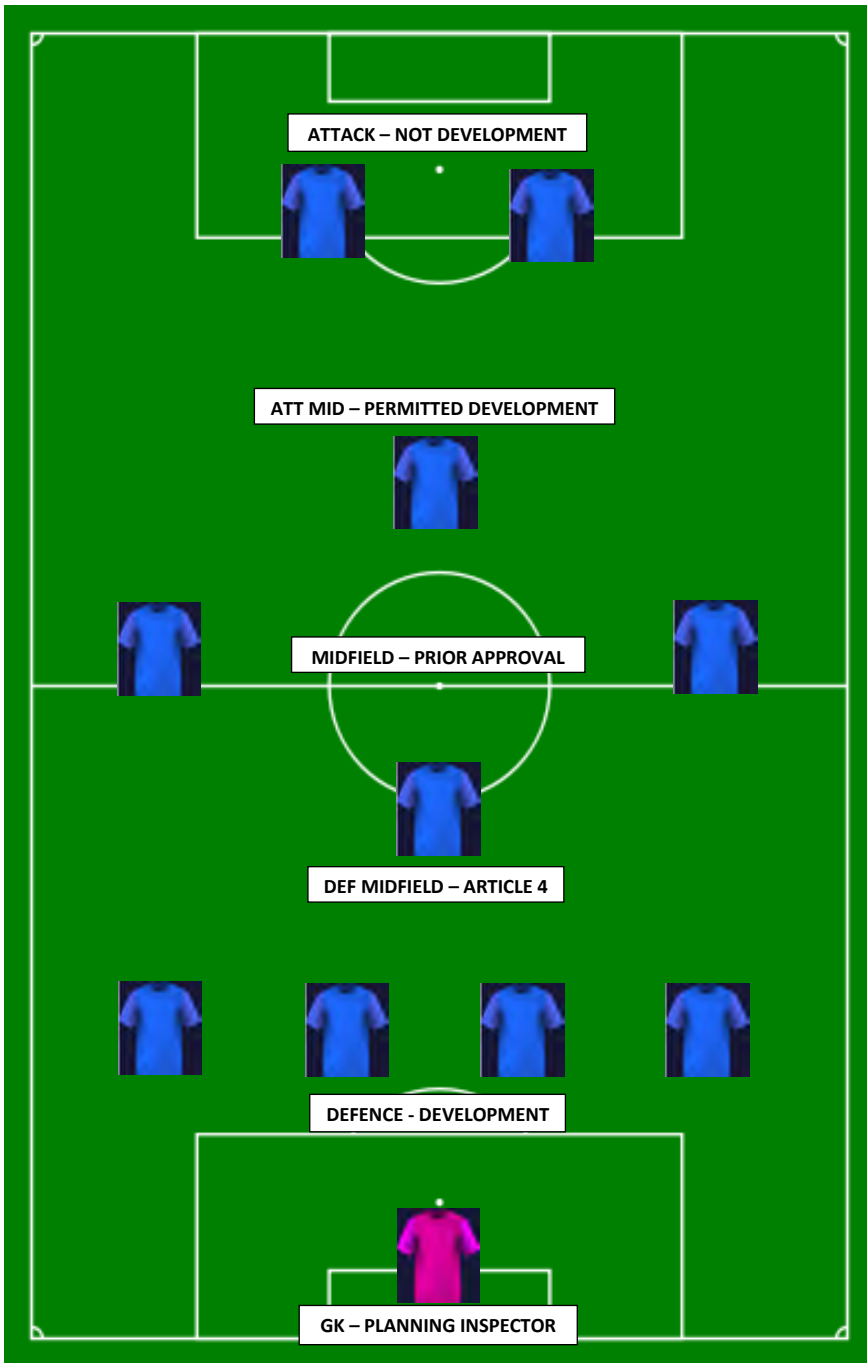 ATTACK – NOT DEVELOPMENT
ATT MID – PERMITTED DEVELOPMENT
MIDFIELD – PRIOR APPROVAL
DEF MIDFIELD – ARTICLE 4
DEFENCE - DEVELOPMENT
GK – PLANNING INSPECTOR